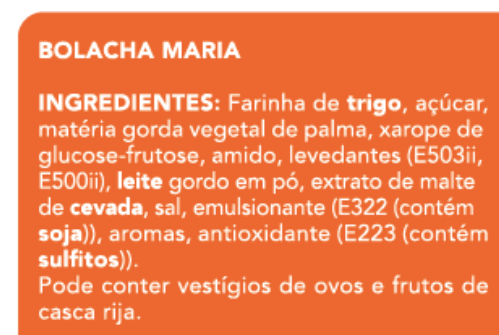 BOLACHA MARIA
INGREDIENTES: Farinha de trigo, açúcar,
matéria gorda vegetal de palma, xarope de
glucose-frutose, amido, levedantes (E503ii,
E500ii), leite gordo em pó, extrato de malte
de cevada, sal, emulsionante (E322 (contém
soja)), aromas, antioxidante (E223 (contém
sulfitos)).
Pode conter vestígios de ovos e frutos de
casca rija.